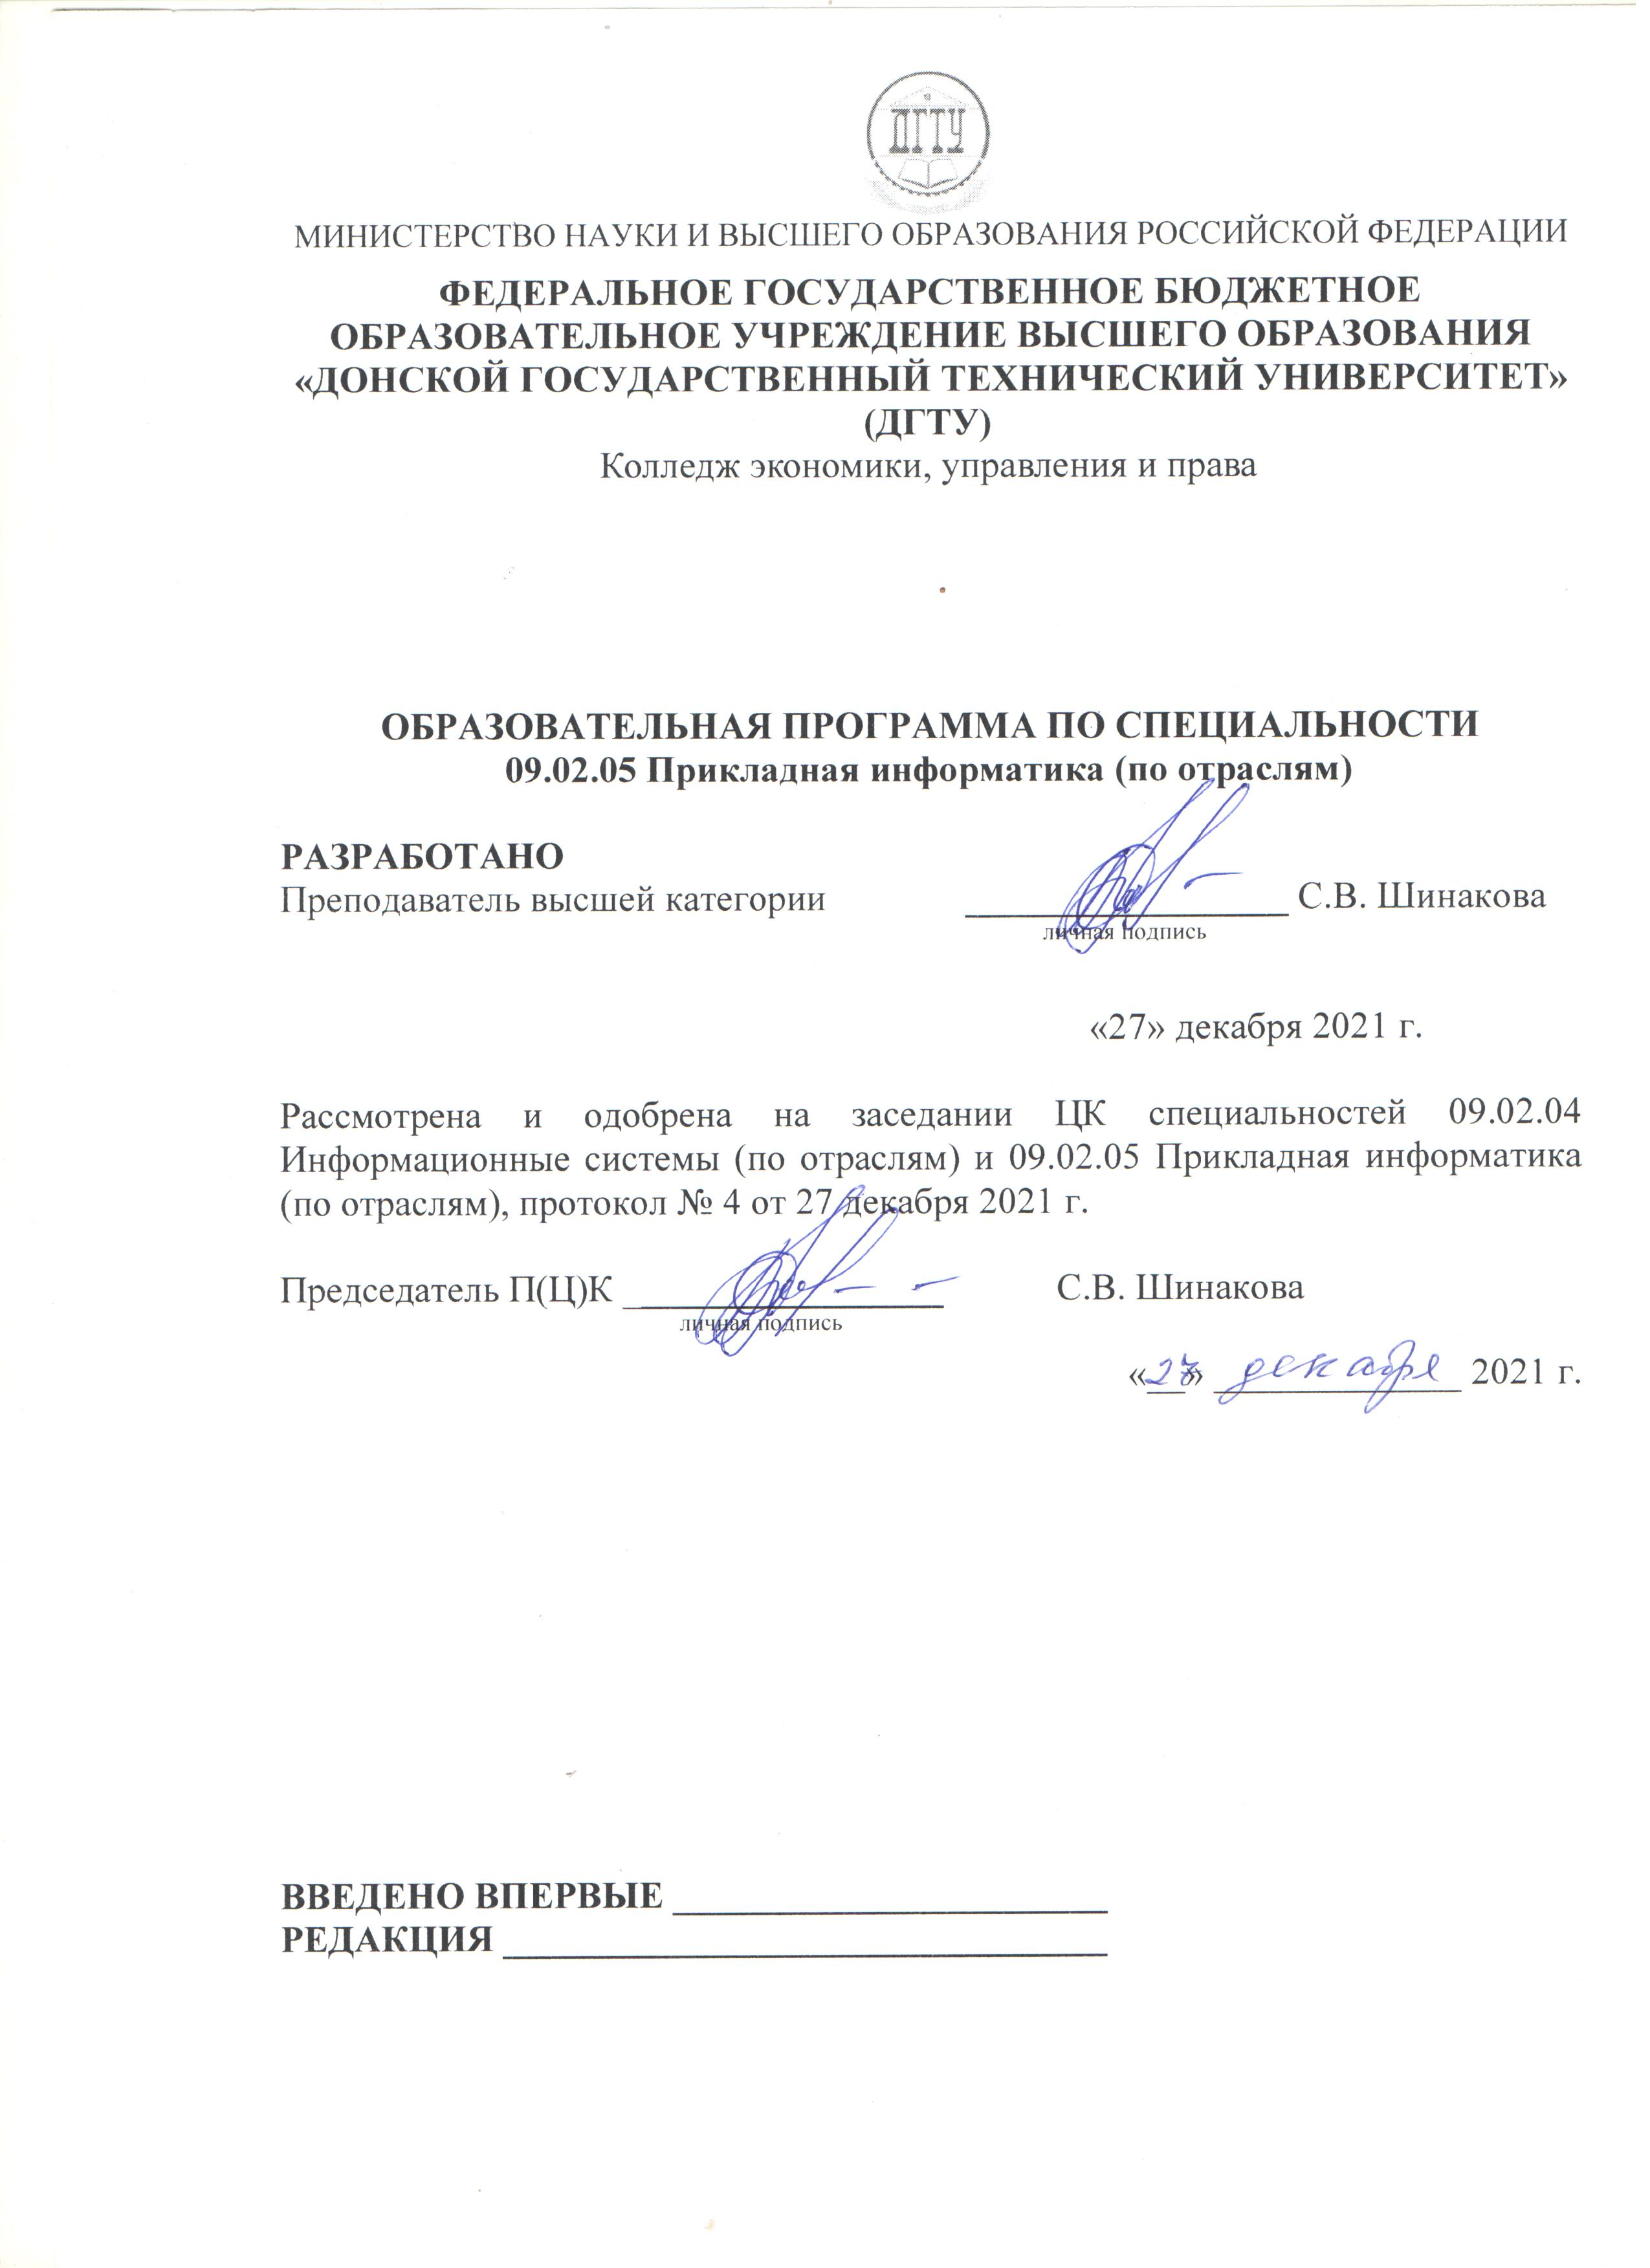 ДГТУ
МИНИСТЕРСТВО НАУКИ И ВЫСШЕГО ОБРАЗОВАНИЯ РОССИЙСКОЙ ФЕДЕРАЦИИ
ФЕДЕРАЛЬНОЕ ГОСУДАРСТВЕННОЕ БЮДЖЕТНОЕ
ОБРАЗОВАТЕЛЬНОЕ УЧРЕЖДЕНИЕ ВЫСШЕГО ОБРАЗОВАНИЯ
«ДОНСКОЙ ГОСУДАРСТВЕННЫЙ ТЕХНИЧЕСКИЙ УНИВЕРСИТЕТ»
(ДГТУ)
Колледж экономики, управления и права
ОБРАЗОВАТЕЛЬНАЯ ПРОГРАММА ПО СПЕЦИАЛЬНОСТИ
09.02.05 Прикладная информатика (по отраслям)
РАЗРАБОТАНО
Преподаватель высшей категории _________________ С.В. Шинакова
личная подпись
«27» декабря 2021 г.
Рассмотрена и одобрена на заседании ЦК специальностей 09.02.04
Информационные системы (по отраслям) и 09.02.05 Прикладная информатика
(по отраслям), протокол № 4 от 27 декабря 2021 г.
Председатель П(Ц)К _________________ С.В. Шинакова
личная подпись
«27» декабря 2021 г.
ВВЕДЕНО ВПЕРВЫЕ _______________________
РЕДАКЦИЯ ________________________________